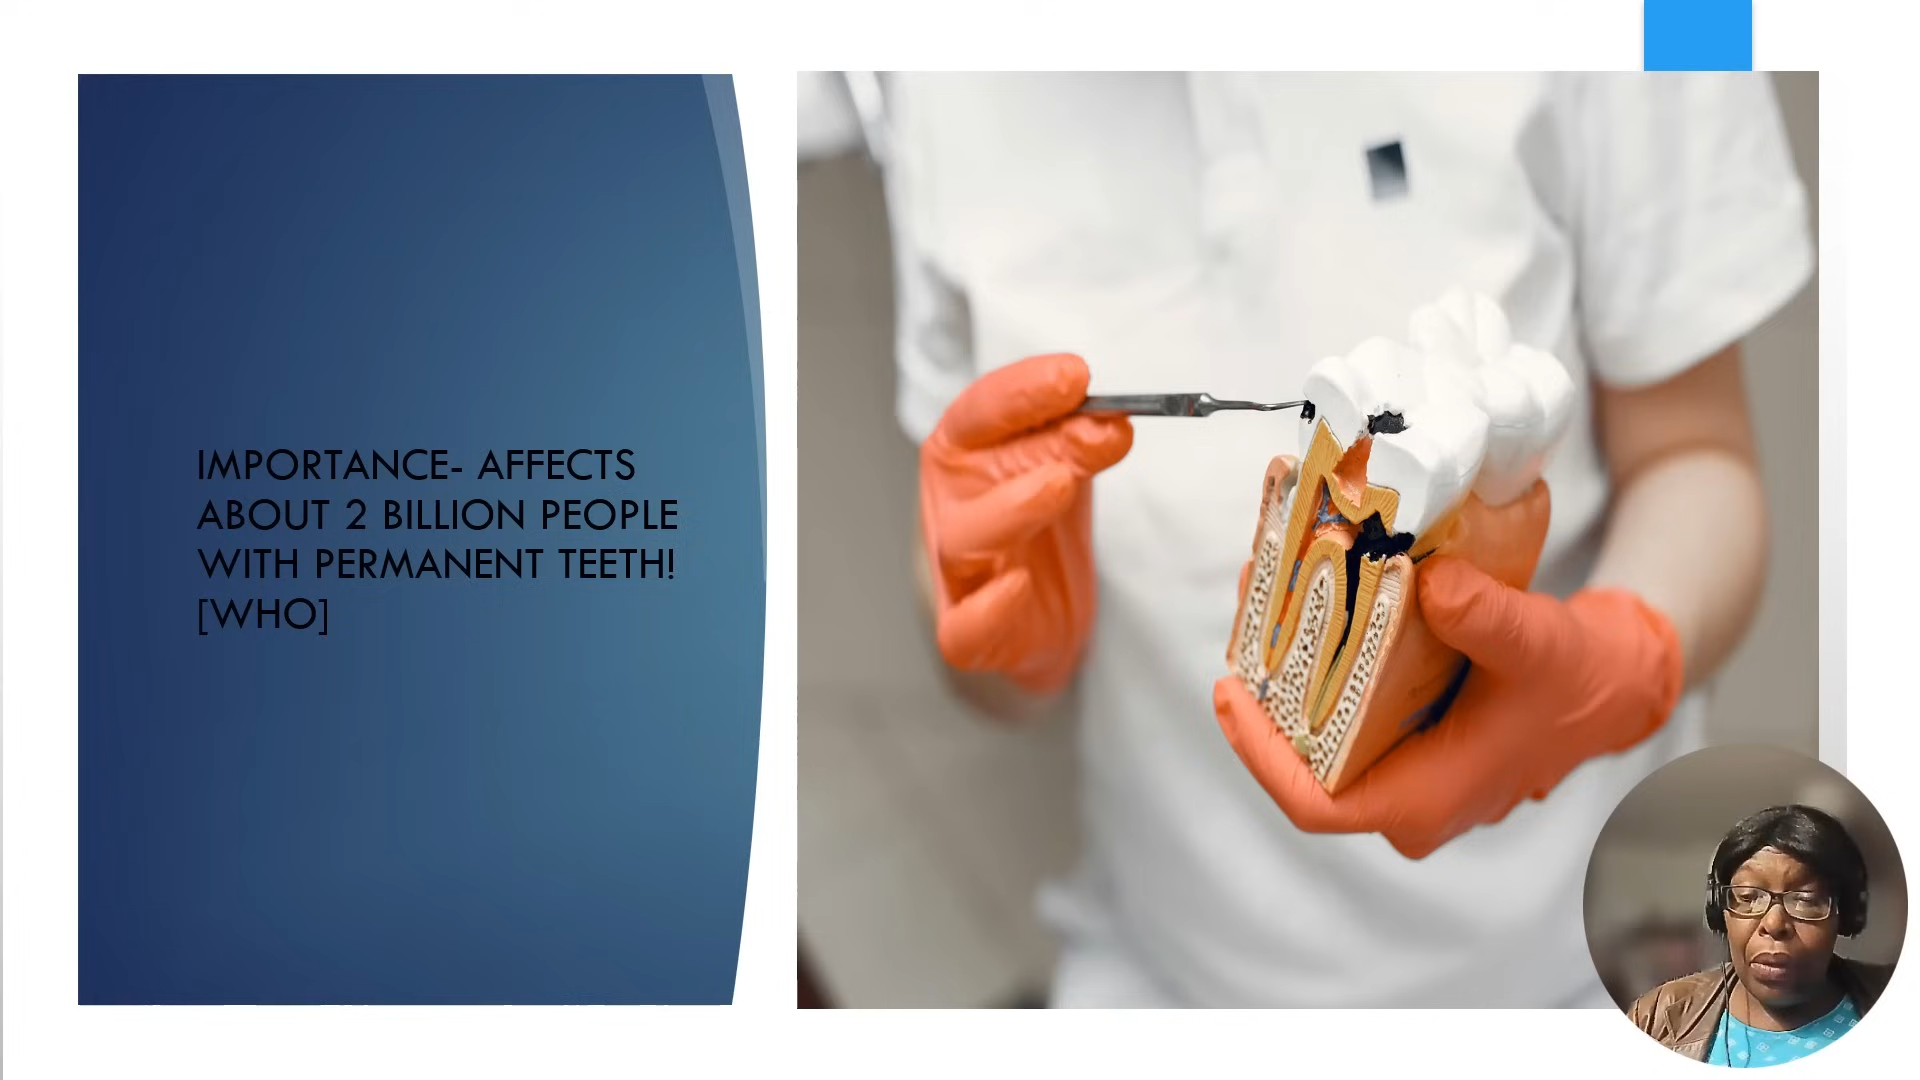 IMPORTANCE- AFFECTS
ABOUT 2 BILLION PEOPLE
WITH PERMANENT TEETH!
[WHO]